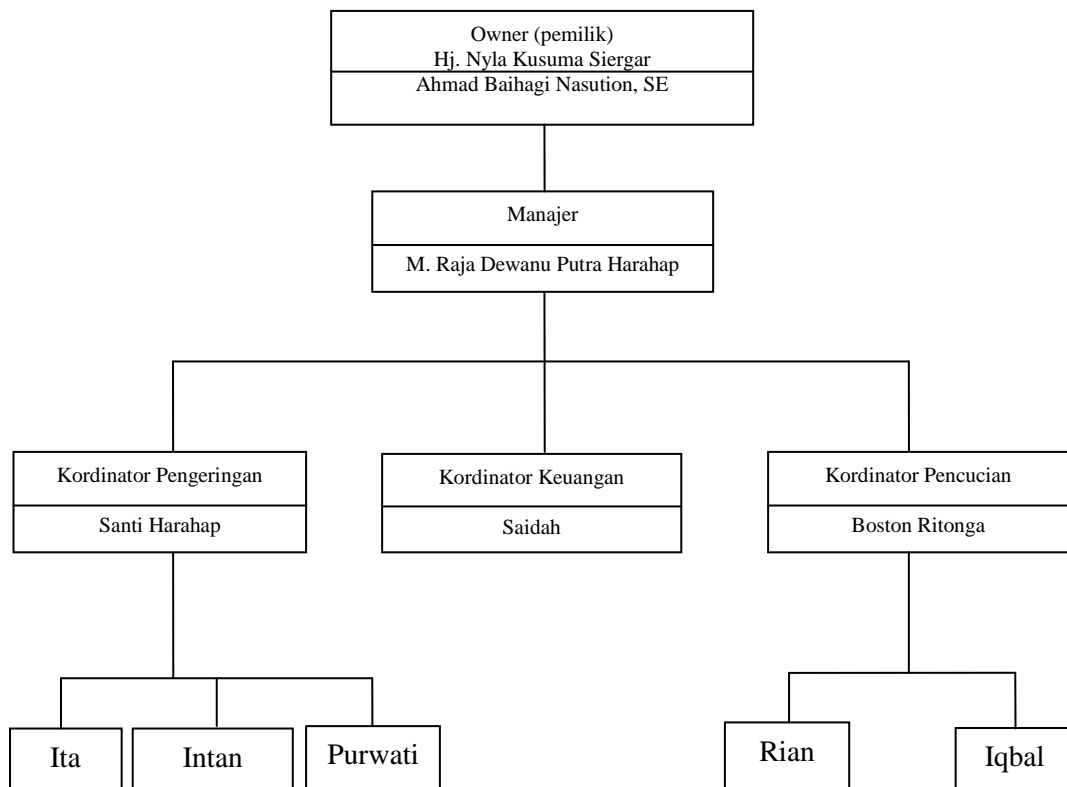 Owner (pemilik)
Hj. Nyla Kusuma Siergar
Ahmad Baihagi Nasution, SE
Manajer
M. Raja Dewanu Putra Harahap
Kordinator Pengeringan
Santi Harahap
Kordinator Keuangan
Saidah
Kordinator Pencucian
Boston Ritonga
Ita
Intan
Purwati
Rian
Iqbal